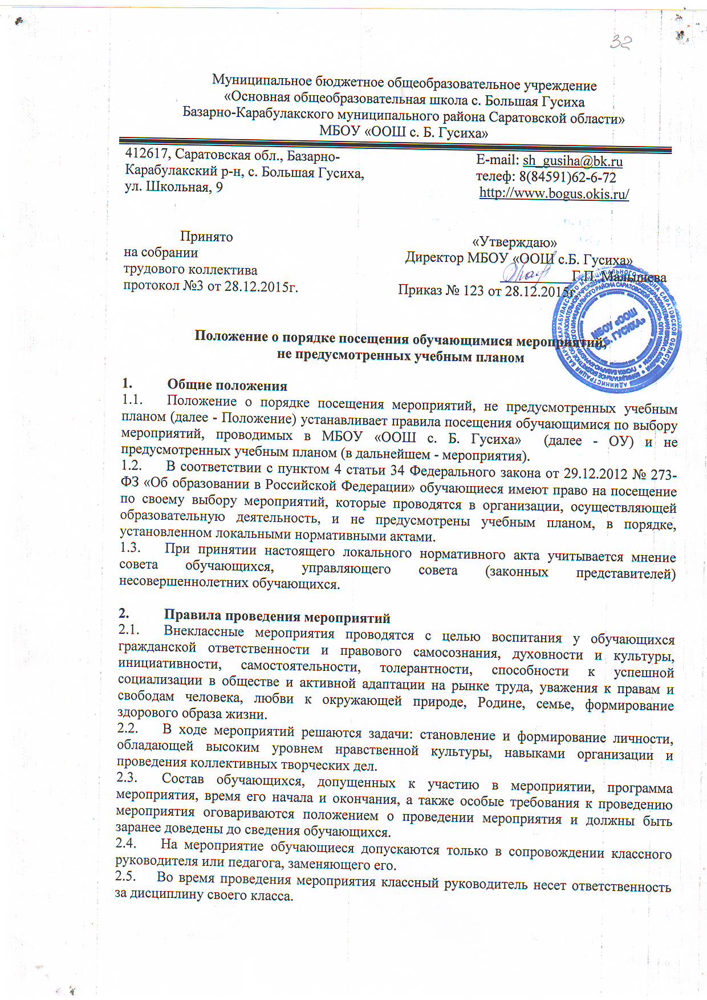 32
Муниципальное бюджетное общеобразовательное учреждение
«Основная общеобразовательная школа с. Большая Гусиха
Базарно-Карабулакского муниципального района Саратовской области»
МБОУ «ООШ с. Б. Гусиха»
412617, Саратовская обл., Базарно-
Карабулакский р-н, с. Большая Гусиха,
ул. Школьная, 9
E-mail: sh_gusiha@bk.ru
телеф: 8(84591)62-6-72
http://www.bogus.okis.ru/
Принято
на собрании
трудового коллектива
протокол №3 от 28.12.2015г.
«Утверждаю»
Директор МБОУ «ООШ с.Б. Гусиха»
__________Г.П. Малышева
Приказ № 123 от 28.12.2015г
МБОУ «ООШ
с. Б. ГУСИХА»
Положение о порядке посещения обучающимися мероприятий,
не предусмотренных учебным планом
1. Общие положения
1.1. Положение о порядке посещения мероприятий, не предусмотренных учебным
планом (далее - Положение) устанавливает правила посещения обучающимися по выбору
мероприятий, проводимых в МБОУ «ООШ с. Б. Гусиха» (далее - ОУ) и не
предусмотренных учебным планом (в дальнейшем - мероприятия).
1.2. В соответствии с пунктом 4 статьи 34 Федерального закона от 29.12.2012 № 273-
ФЗ «Об образовании в Российской Федерации» обучающиеся имеют право на посещение
по своему выбору мероприятий, которые проводятся в организации, осуществляющей
образовательную деятельность, и не предусмотрены учебным планом, в порядке,
установленном локальными нормативными актами.
1.3. При принятии настоящего локального нормативного акта учитывается мнение
совета обучающихся, управляющего совета (законных представителей)
несовершеннолетних обучающихся.
2. Правила проведения мероприятий
2.1. Внеклассные мероприятия проводятся с целью воспитания у обучающихся
гражданской ответственности и правового самосознания, духовности и культуры,
инициативности, самостоятельности, толерантности, способности к успешной
социализации в обществе и активной адаптации на рынке труда, уважения к правам и
свободам человека, любви к окружающей природе, Родине, семье, формирование
здорового образа жизни.
2.2. В ходе мероприятий решаются задачи: становление и формирование личности,
обладающей высоким уровнем нравственной культуры, навыками организации и
проведения коллективных творческих дел.
2.3. Состав обучающихся, допущенных к участию в мероприятии, программа
мероприятия, время его начала и окончания, а также особые требования к проведению
мероприятия оговариваются положением о проведении мероприятия и должны быть
заранее доведены до сведения обучающихся.
2.4. На мероприятие обучающиеся допускаются только в сопровождении классного
руководителя или педагога, заменяющего его.
2.5. Во время проведения мероприятия классный руководитель несет ответственность
за дисциплину своего класса.